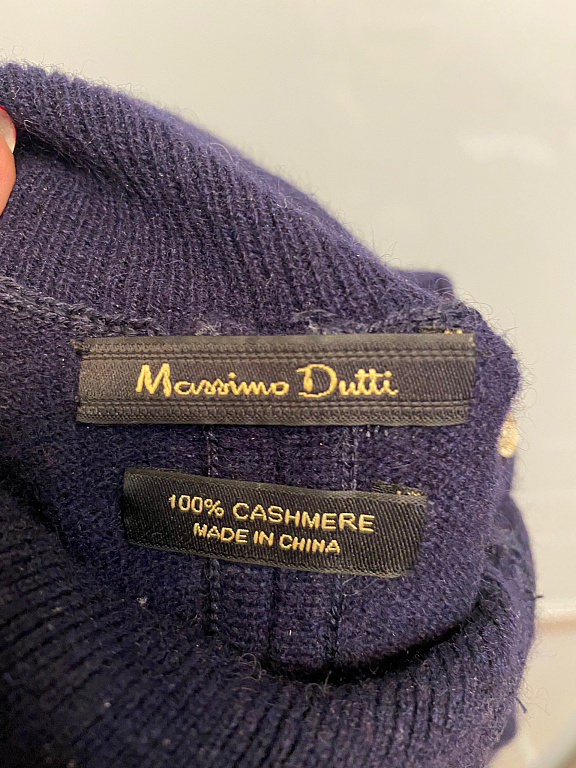 Massimo Dutti
100% CASHMERE
MADE IN CHINA